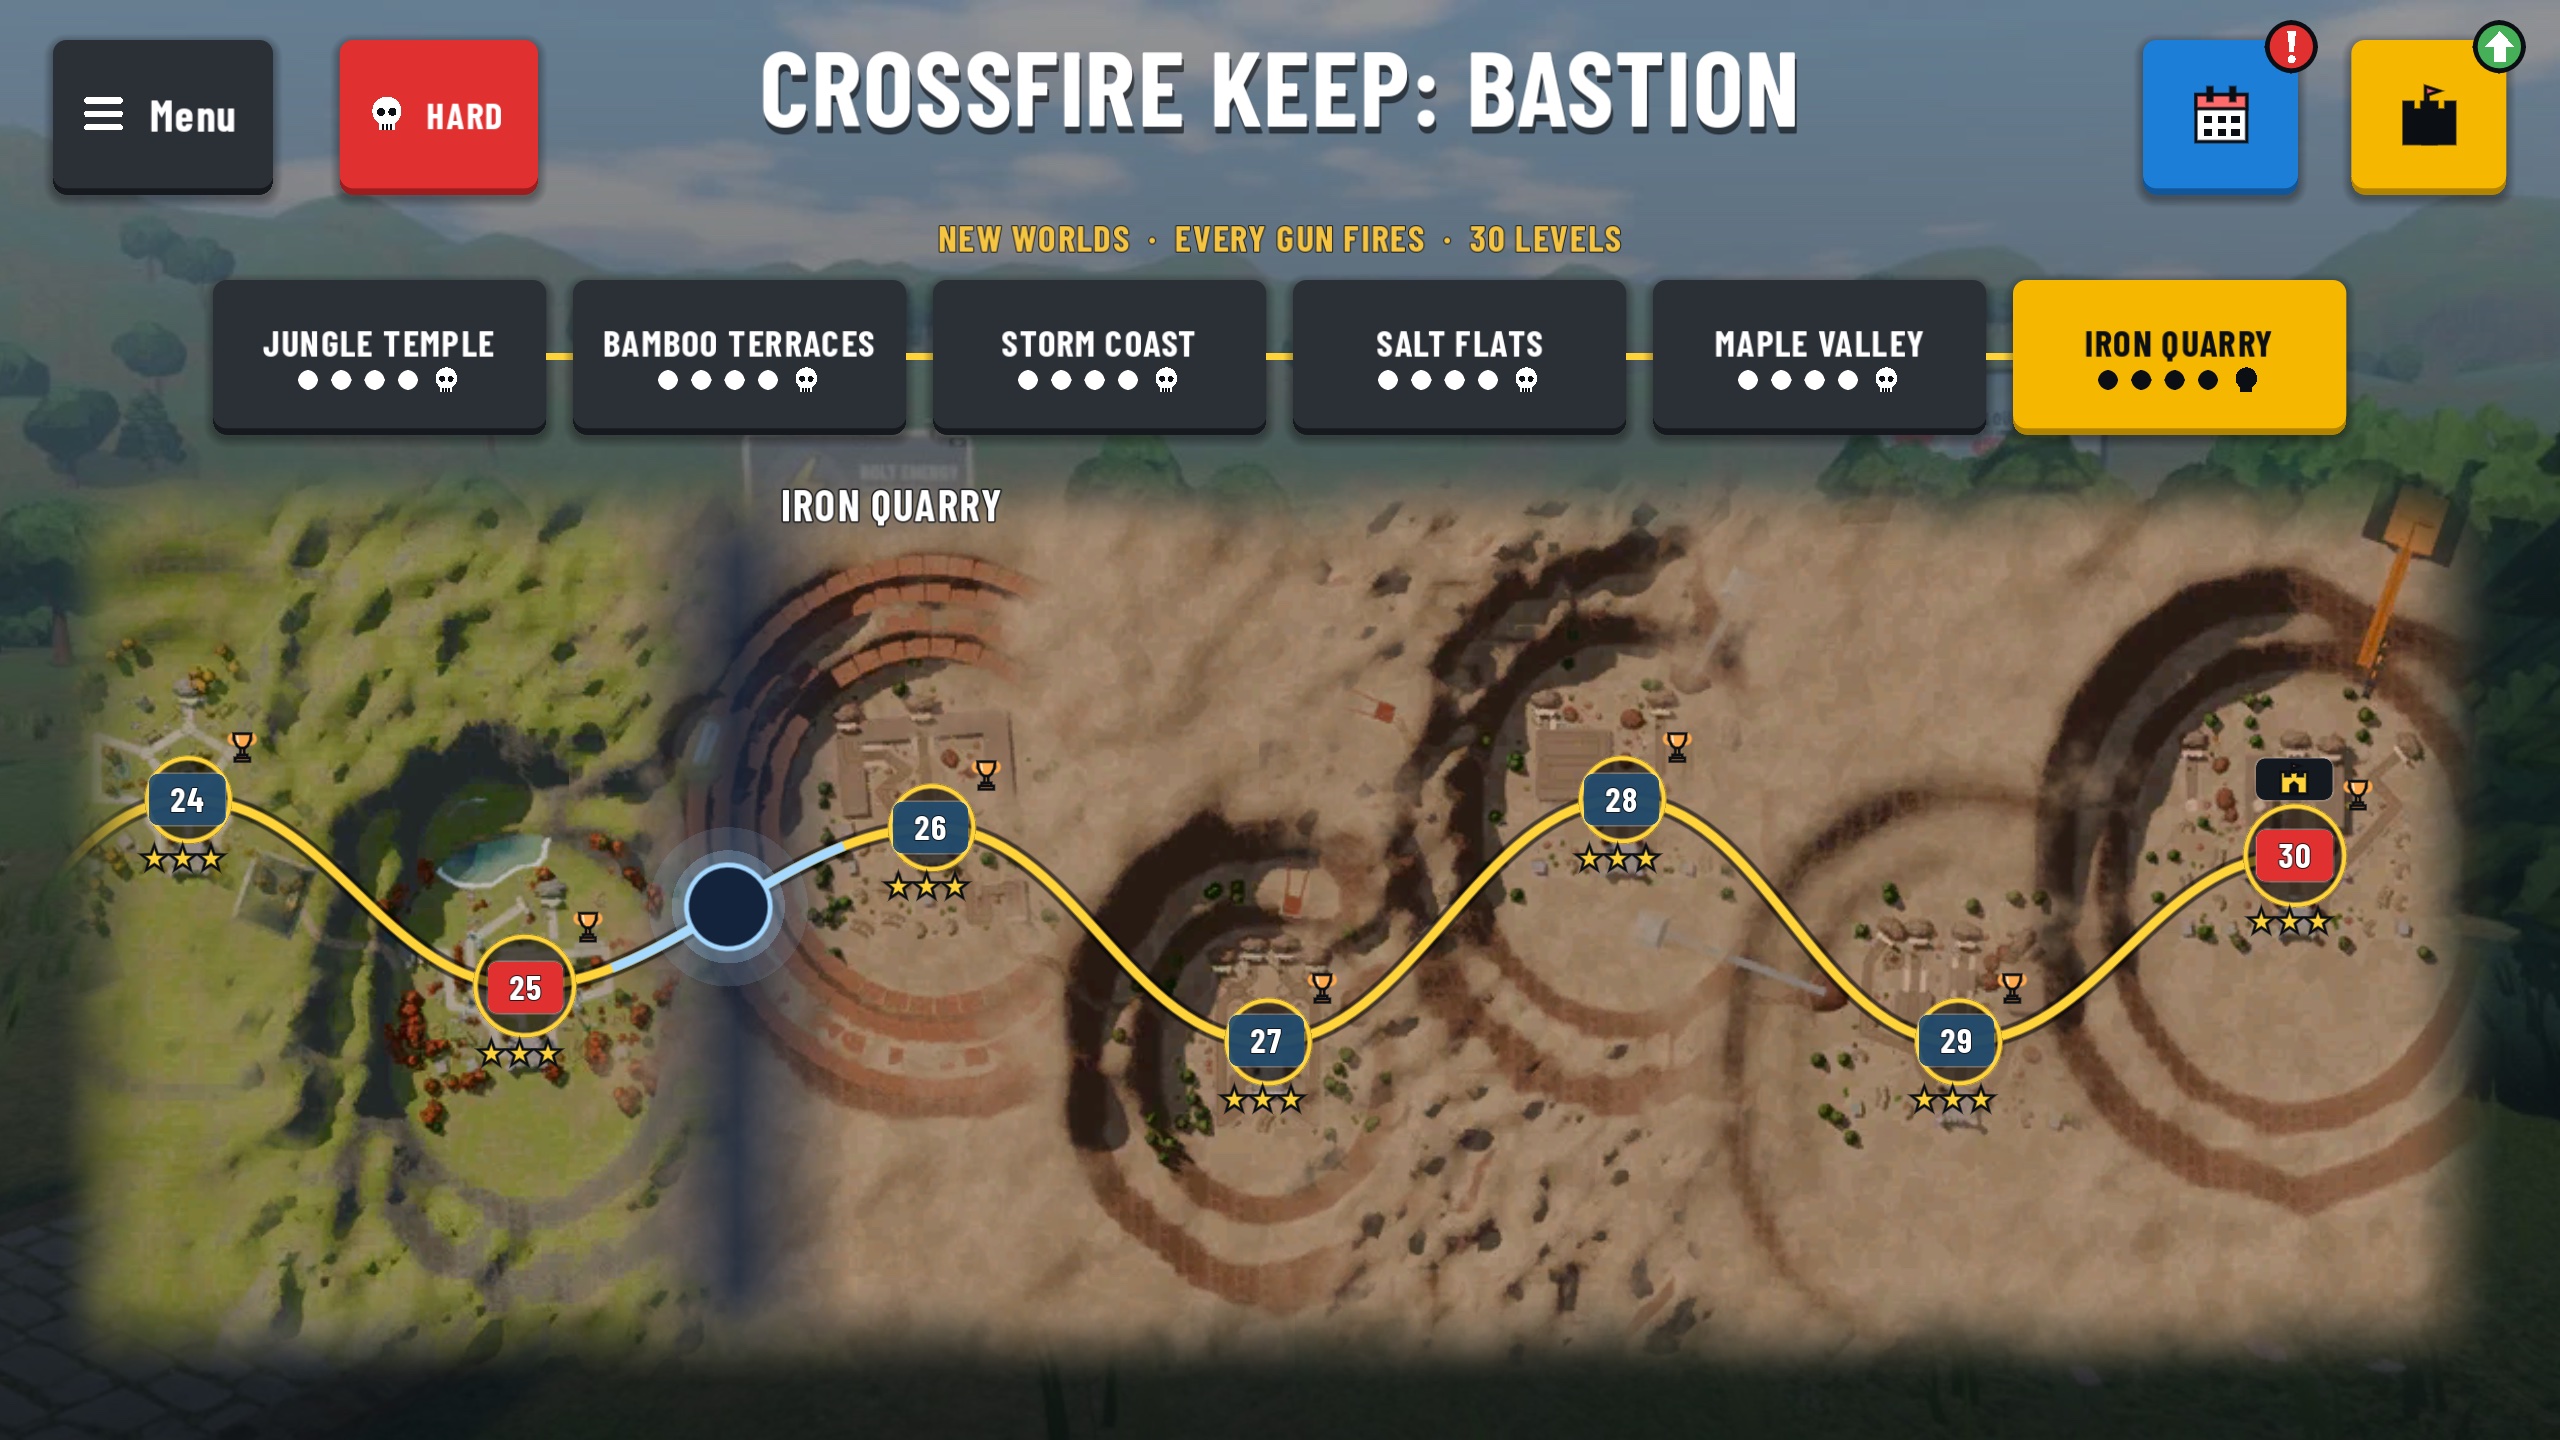 Menu
HARD
CROSSFIRE KEEP: BASTION
!
NEW WORLDS · EVERY GUN FIRES · 30 LEVELS
JUNGLE TEMPLE
BAMBOO TERRACES
STORM COAST
SALT FLATS
MAPLE VALLEY
IRON QUARRY
IRON QUARRY
24
25
26
27
28
29
30